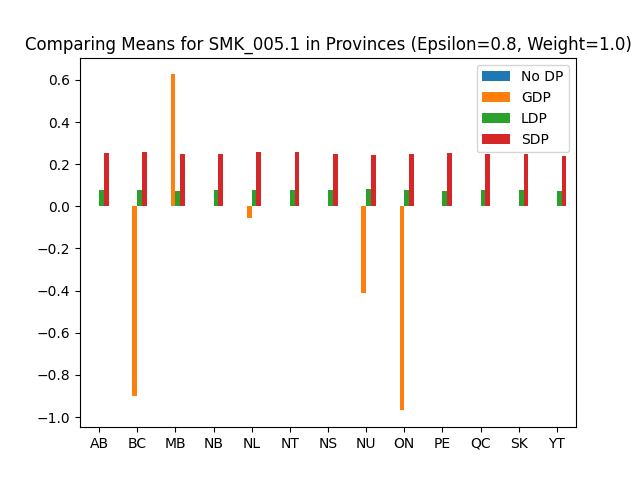 Comparing Means for SMK_005.1 in Provinces (Epsilon=0.8, Weight=1.0)
No DP
GDP
LDP
SDP
0.6
0.4
0.2
0.0
−0.2
−0.4
−0.6
−0.8
−1.0
AB BC MB NB NL NT NS NU ON PE QC SK YT